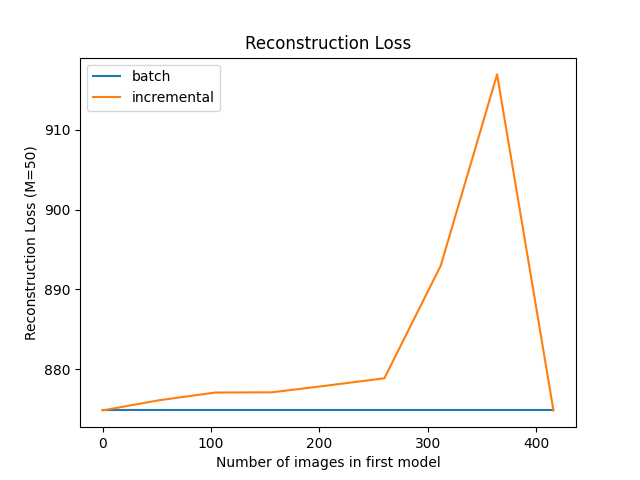 Reconstruction Loss
batch
incremental
Reconstruction Loss (M=50)
910
900
890
880
0
100
200
300
400
Number of images in first model